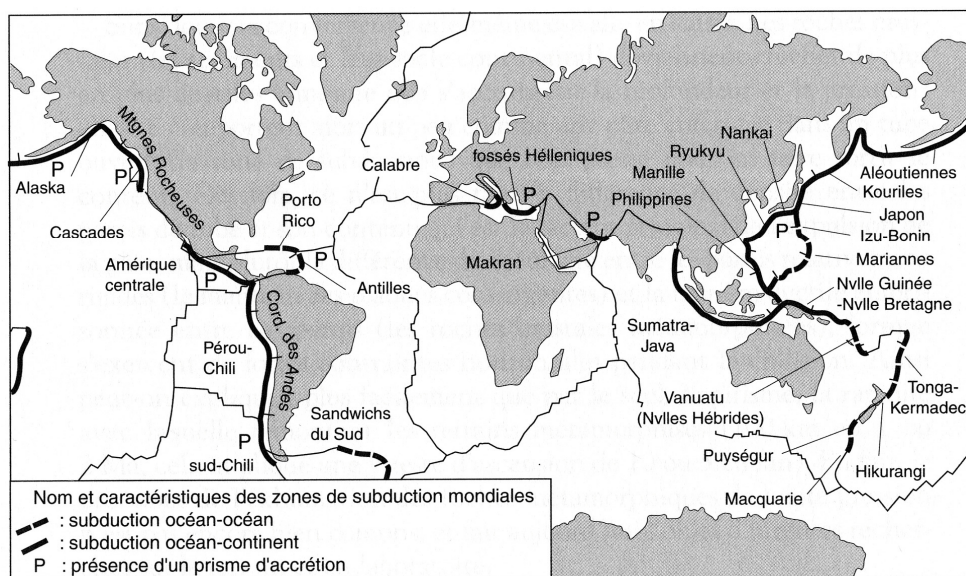 Mtgnes Rocheuses
P
Alaska
P
Cascades
Amérique
centrale
P
Porto
Rico
Antilles
P
Calabre
fossés Hélleniques
P
Makran
P
Nankai
Ryukyu
Manille
Philippines
P
Aléoutiennes
Kouriles
Japon
Izu-Bonin
Mariannes
Nvlle Guinée
-Nvlle Bretagne
Sumatra-
Java
Vanuatu
(Nvlles Hébrides)
Tonga-
Kermadec
Puységur
Hikurangi
Macquarie
Pérou-
Chili
Cord. des Andes
P
sud-Chili
Sandwichs
du Sud
Nom et caractéristiques des zones de subduction mondiales
: subduction océan-océan
: subduction océan-continent
P : présence d'un prisme d'accrétion